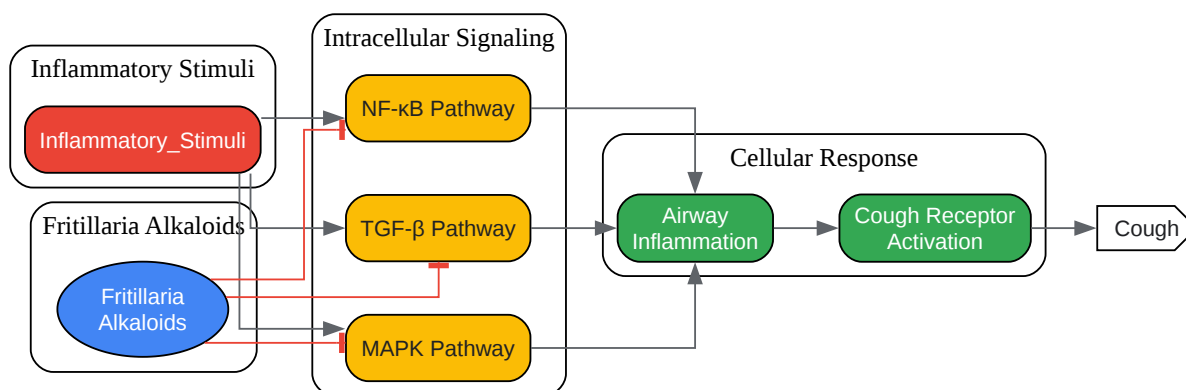 Inflammatory Stimuli
Inflammatory_Stimuli
Fritillaria Alkaloids
Fritillaria
Alkaloids
Intracellular Signaling
NF-κB Pathway
TGF-β Pathway
MAPK Pathway
Cellular Response
Airway
Inflammation
Cough Receptor
Activation
Cough